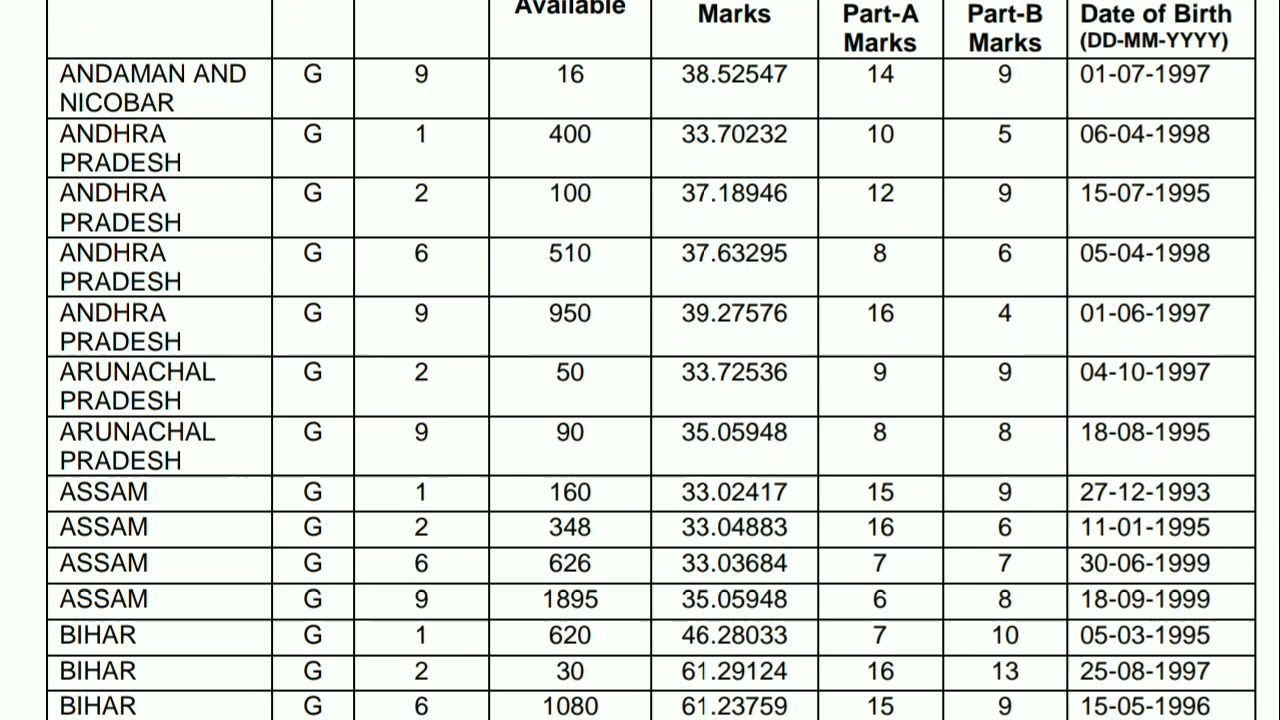 Available Marks Part-A Part-B Date of Birth
Marks Marks (DD-MM-YYYY)
ANDAMAN AND G 9 16 38.52547 14 9 01-07-1997
NICOBAR
ANDHRA G 1 400 33.70232 10 5 06-04-1998
PRADESH
ANDHRA G 2 100 37.18946 12 9 15-07-1995
PRADESH
ANDHRA G 6 510 37.63295 8 6 05-04-1998
PRADESH
ANDHRA G 9 950 39.27576 16 4 01-06-1997
PRADESH
ARUNACHAL G 2 50 33.72536 9 9 04-10-1997
PRADESH
ARUNACHAL G 9 90 35.05948 8 8 18-08-1995
PRADESH
ASSAM G 1 160 33.02417 15 9 27-12-1993
ASSAM G 2 348 33.04883 16 6 11-01-1995
ASSAM G 6 626 33.03684 7 7 30-06-1999
ASSAM G 9 1895 35.05948 6 8 18-09-1999
BIHAR G 1 620 46.28033 7 10 05-03-1995
BIHAR G 2 30 61.29124 16 13 25-08-1997
BIHAR G 6 1080 61.23759 15 9 15-05-1996